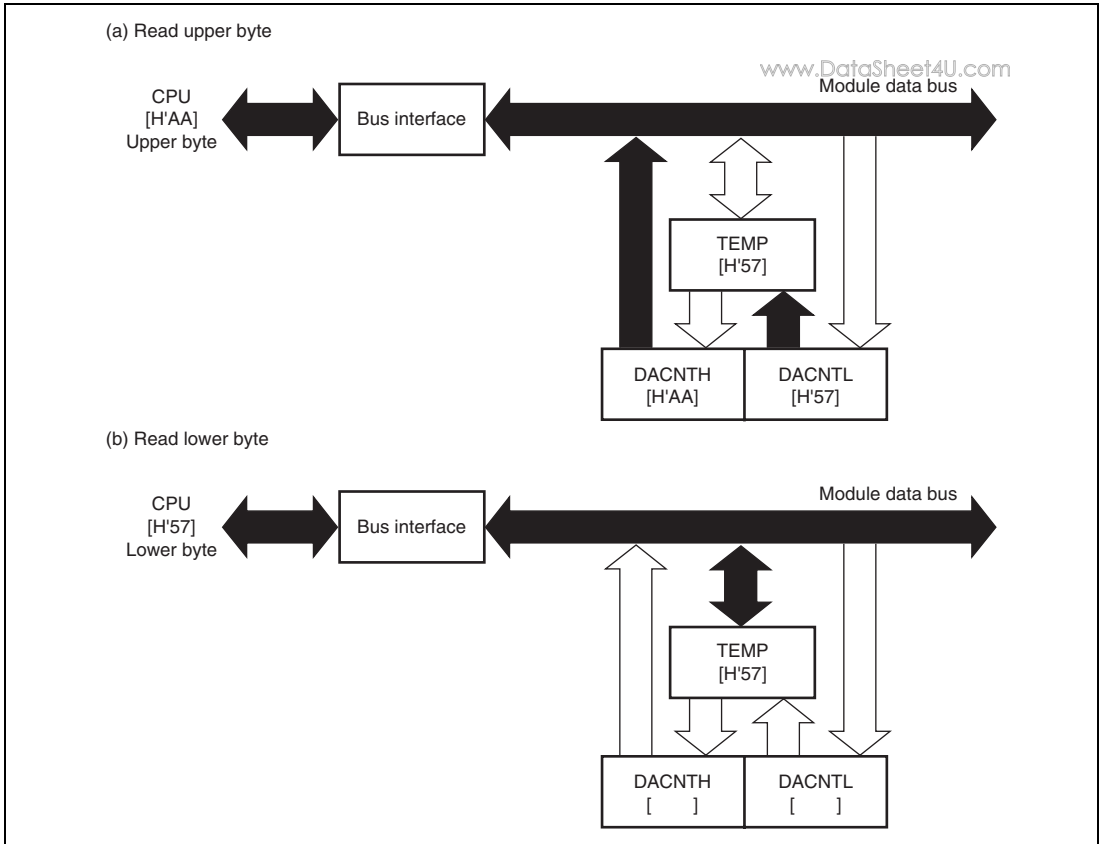 (a) Read upper byte
www.DataSheet4U.com
Module data bus
CPU
[H'AA]
Upper byte
Bus interface
TEMP
[H'57]
DACNTH
[H'AA]
DACNTL
[H'57]
(b) Read lower byte
Module data bus
CPU
[H'57]
Lower byte
Bus interface
TEMP
[H'57]
DACNTH
[ ]
DACNTL
[ ]